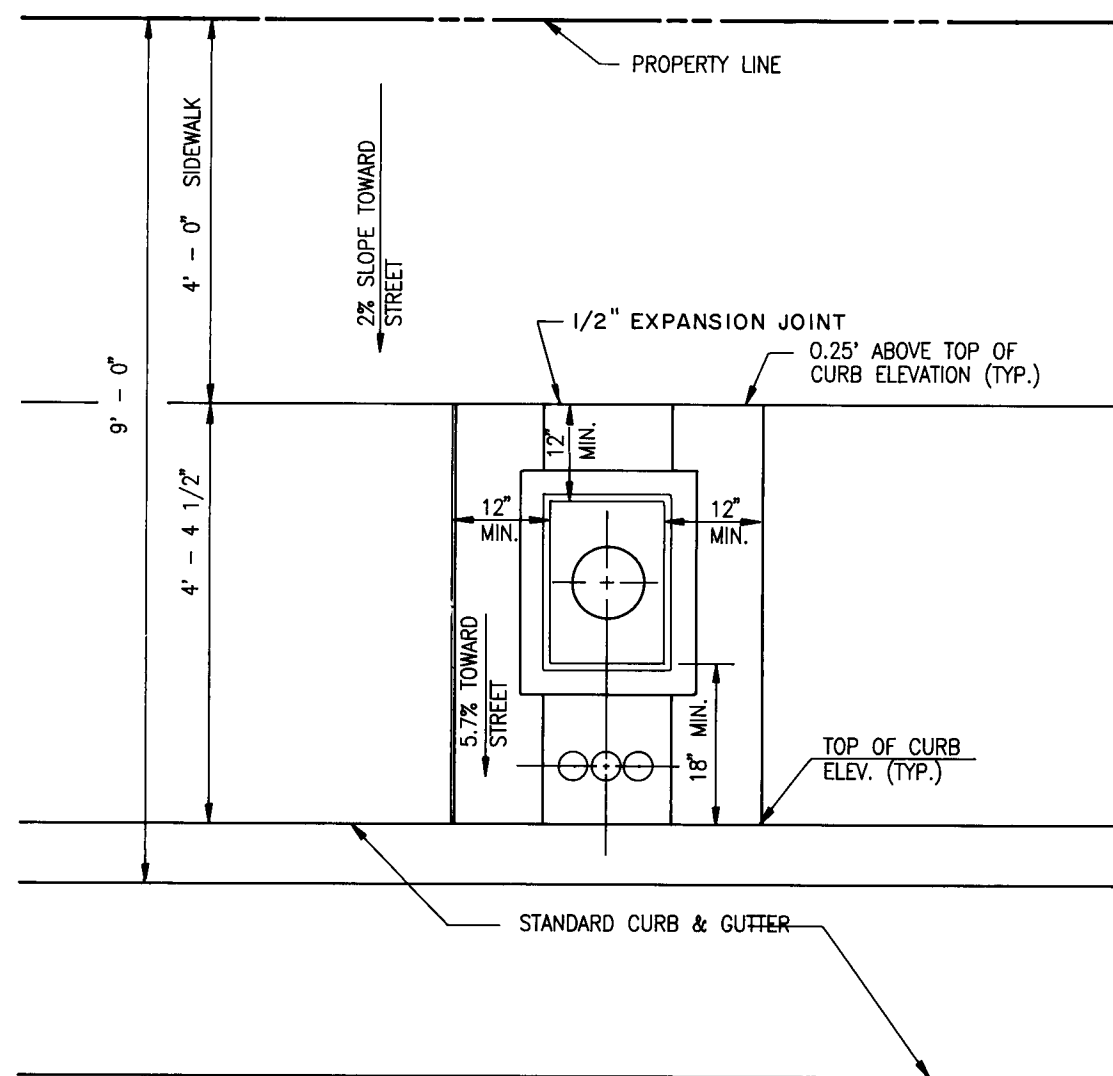 PROPERTY LINE
4' - 0" SIDEWALK
2% SLOPE TOWARD
STREET
1/2" EXPANSION JOINT
0.25' ABOVE TOP OF
CURB ELEVATION (TYP.)
9' - 0"
12"
MIN.
4' - 4 1/2"
12"
MIN.
12"
MIN.
5.7% TOWARD
STREET
18" MIN.
TOP OF CURB
ELEV. (TYP.)
STANDARD CURB & GUTTER